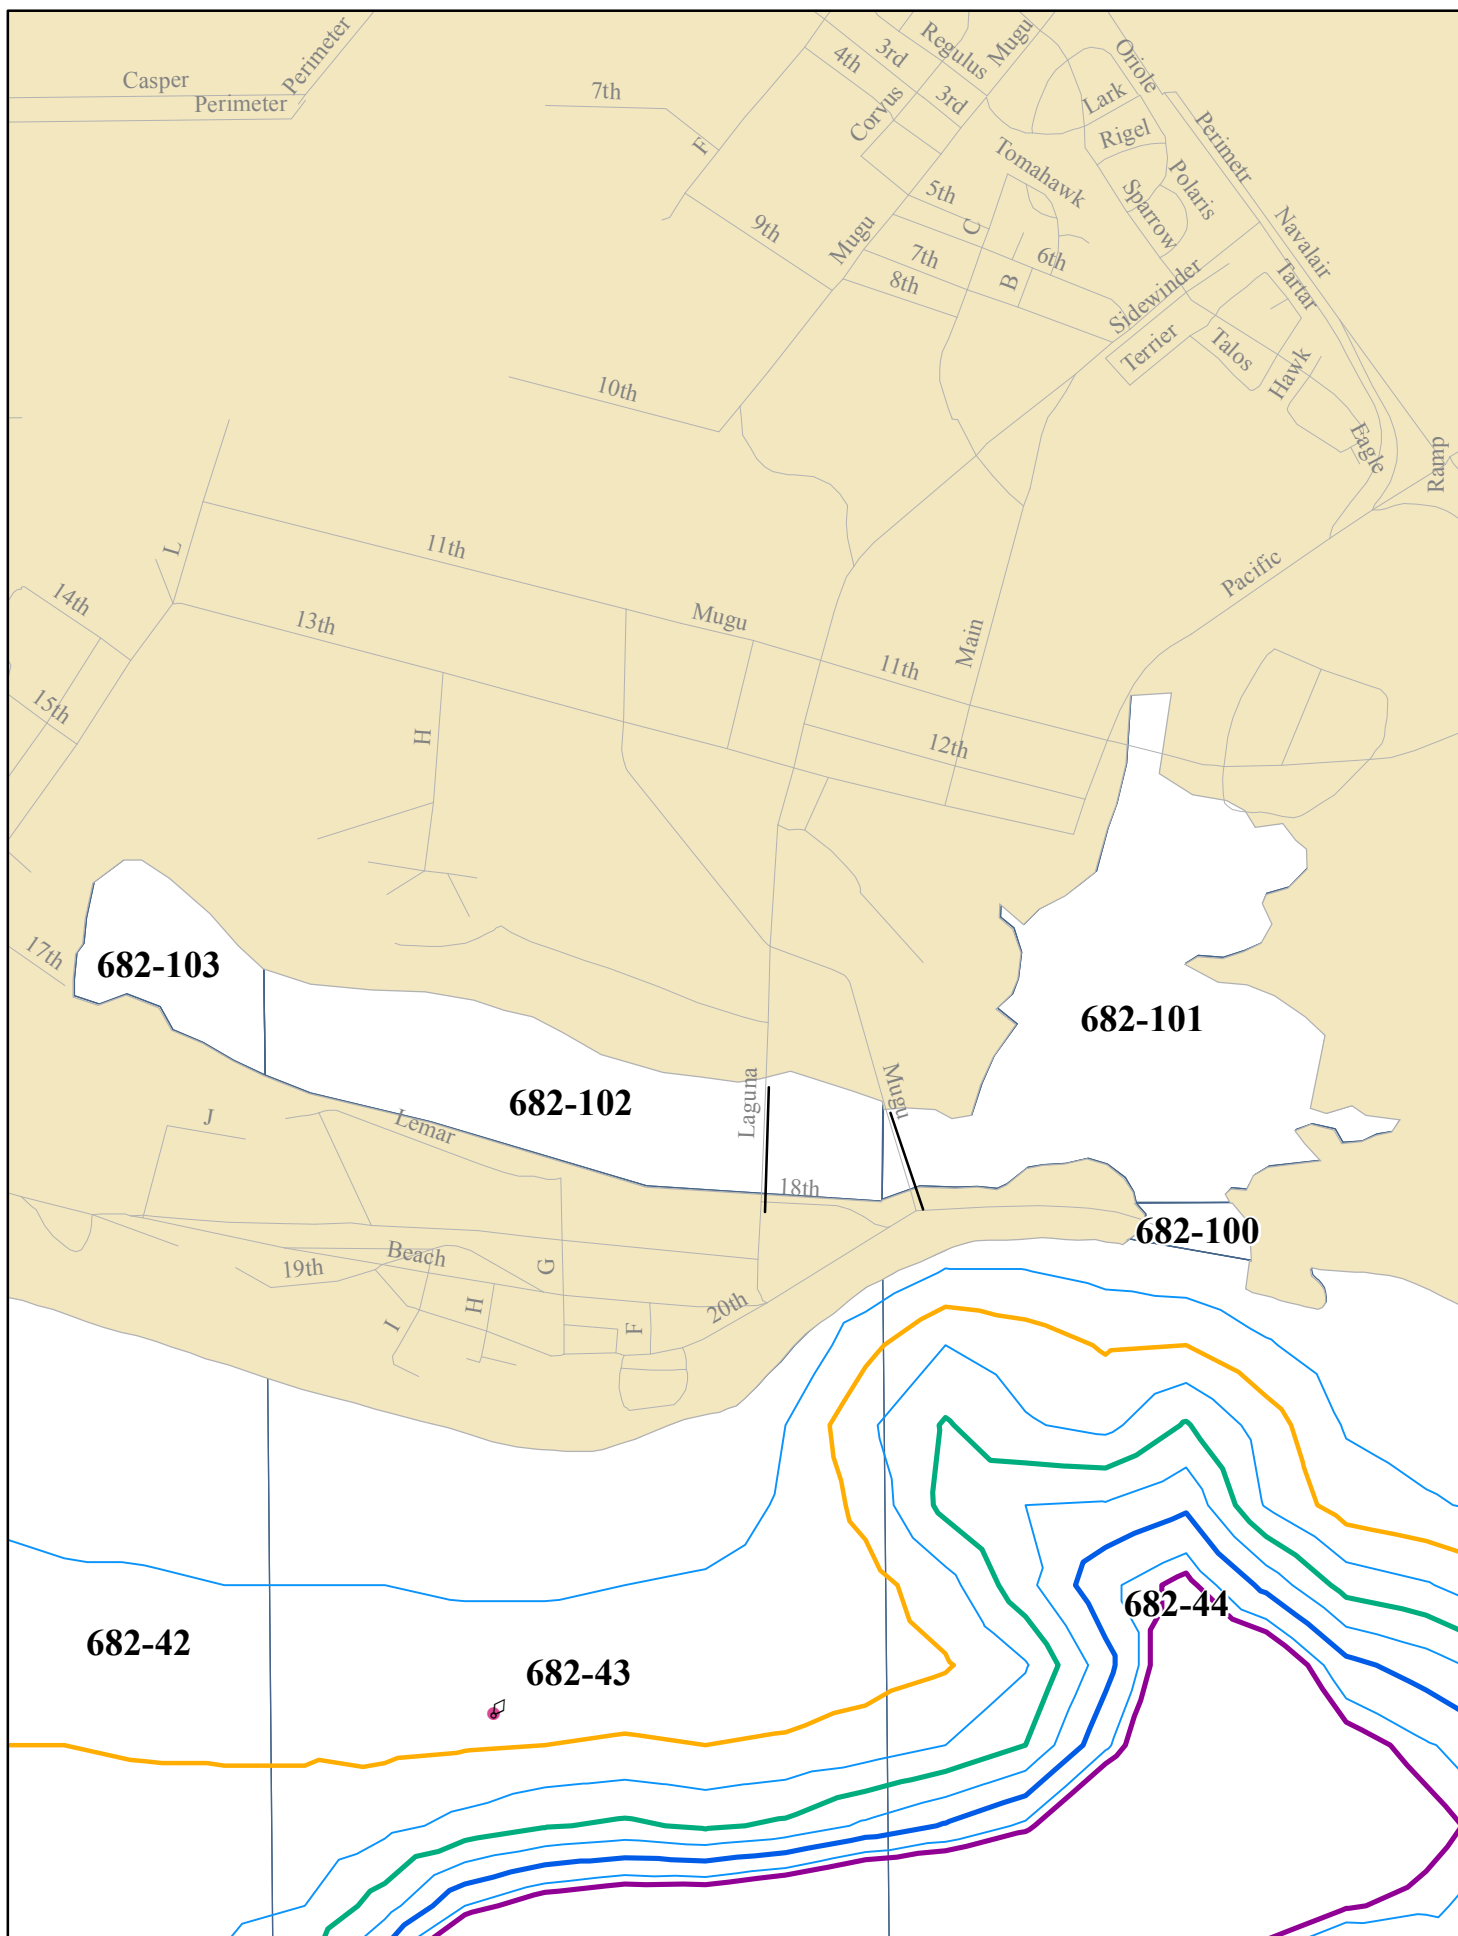 Casper
Perimeter
Perimeter
7th
F
4th
3rd
Regulus
Mugu
Corvus
3rd
Oriole
Lark
Rigel
Perimetr
Tomahawk
Polaris
Sparrow
5th
9th
Mugu
C
7th
6th
8th
B
Navalair
Tartar
Sidewinder
Terrier
Talos
Hawk
10th
Eagle
Ramp
L
11th
14th
13th
Mugu
Pacific
Main
11th
15th
H
12th
17th
682-103
682-101
682-102
Laguna
Mugu
J
Lemar
18th
682-100
Beach
19th
G
H
20th
I
F
682-44
682-42
682-43